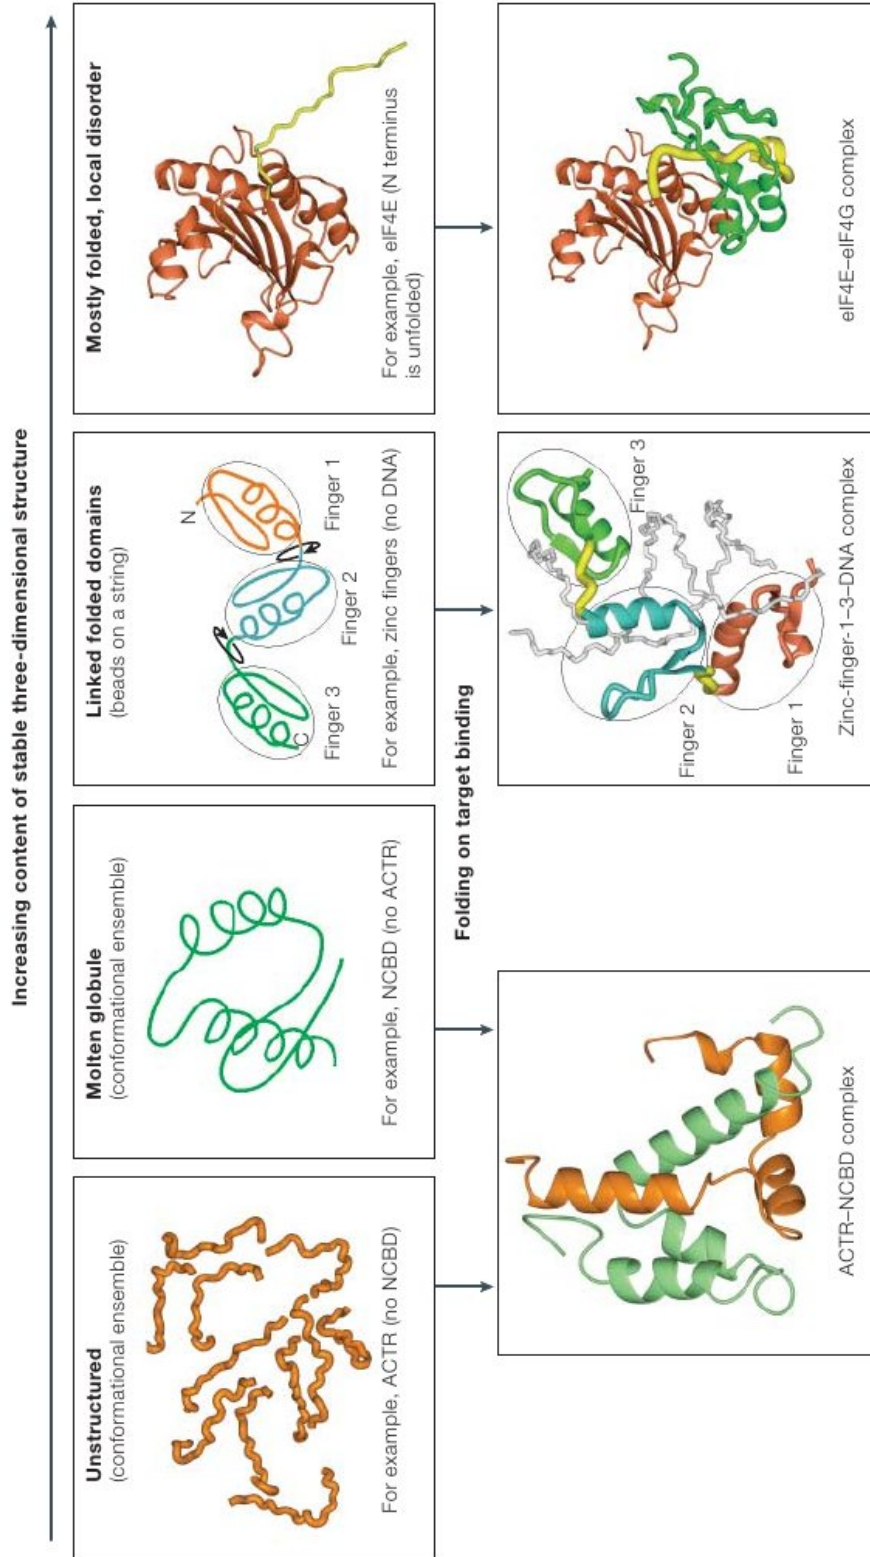 Increasing content of stable three-dimensional structure
Unstructured
(conformational ensemble)
For example, ACTR (no NCBD)
Molten globule
(conformational ensemble)
For example, NCBD (no ACTR)
Linked folded domains
(beads on a string)
N
Finger 1
Finger 2
Finger 3
C
For example, zinc fingers (no DNA)
Mostly folded, local disorder
For example, eIF4E (N terminus
is unfolded)
Folding on target binding
ACTR–NCBD complex
Finger 3
Finger 2
Finger 1
Zinc-finger-1–3–DNA complex
eIF4E–eIF4G complex